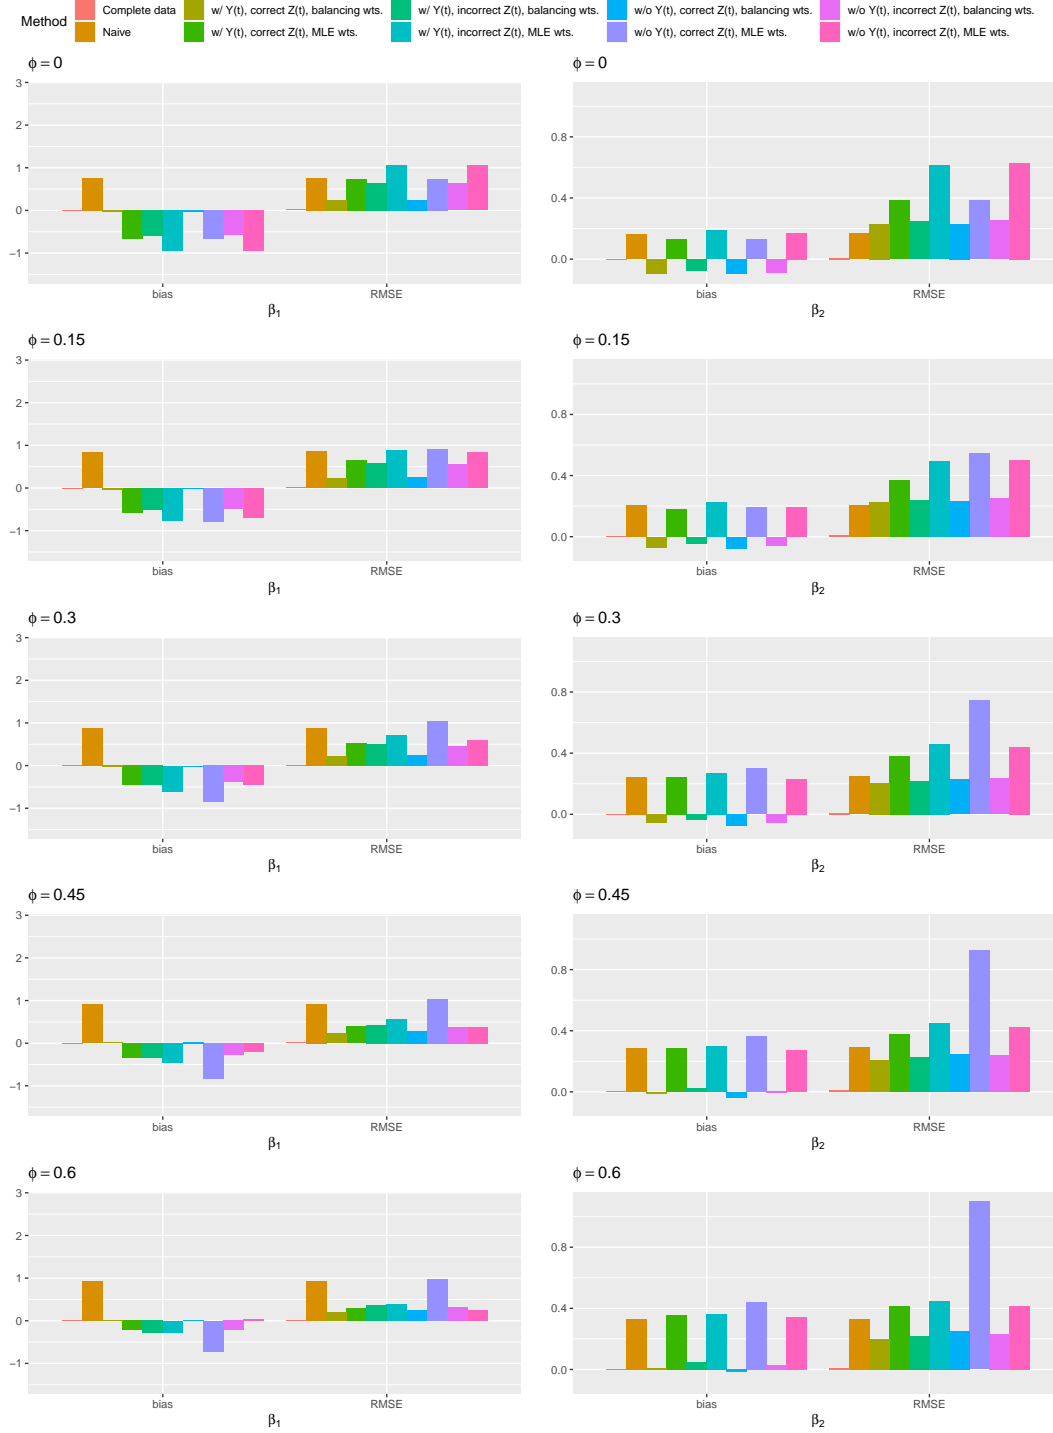 Method
Complete data
w/ Y(t), correct Z(t), balancing wts.
w/ Y(t), incorrect Z(t), balancing wts.
w/o Y(t), correct Z(t), balancing wts.
w/o Y(t), incorrect Z(t), balancing wts.
Naive
w/ Y(t), correct Z(t), MLE wts.
w/ Y(t), incorrect Z(t), MLE wts.
w/o Y(t), correct Z(t), MLE wts.
w/o Y(t), incorrect Z(t), MLE wts.
ϕ = 0
3
2
1
0
−1
bias
RMSE
β₁
ϕ = 0
0.8
0.4
0.0
bias
RMSE
β₂
ϕ = 0.15
3
2
1
0
−1
bias
RMSE
β₁
ϕ = 0.15
0.8
0.4
0.0
bias
RMSE
β₂
ϕ = 0.3
3
2
1
0
−1
bias
RMSE
β₁
ϕ = 0.3
0.8
0.4
0.0
bias
RMSE
β₂
ϕ = 0.45
3
2
1
0
−1
bias
RMSE
β₁
ϕ = 0.45
0.8
0.4
0.0
bias
RMSE
β₂
ϕ = 0.6
3
2
1
0
−1
bias
RMSE
β₁
ϕ = 0.6
0.8
0.4
0.0
bias
RMSE
β₂